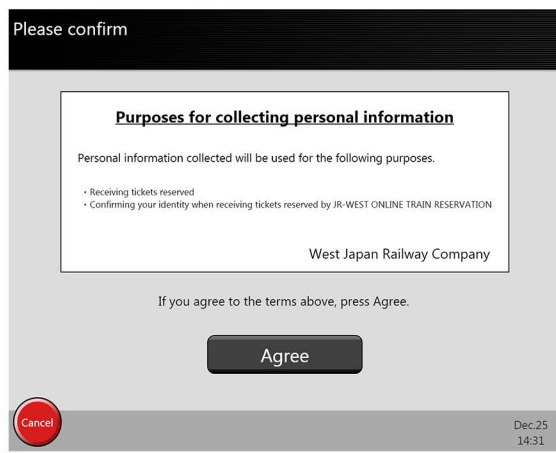 Please confirm
Purposes for collecting personal information
Personal information collected will be used for the following purposes.
・Receiving tickets reserved
・Confirming your identity when receiving tickets reserved by JR-WEST ONLINE TRAIN RESERVATION
West Japan Railway Company
If you agree to the terms above, press Agree.
Agree
Cancel
Dec.25
14:31